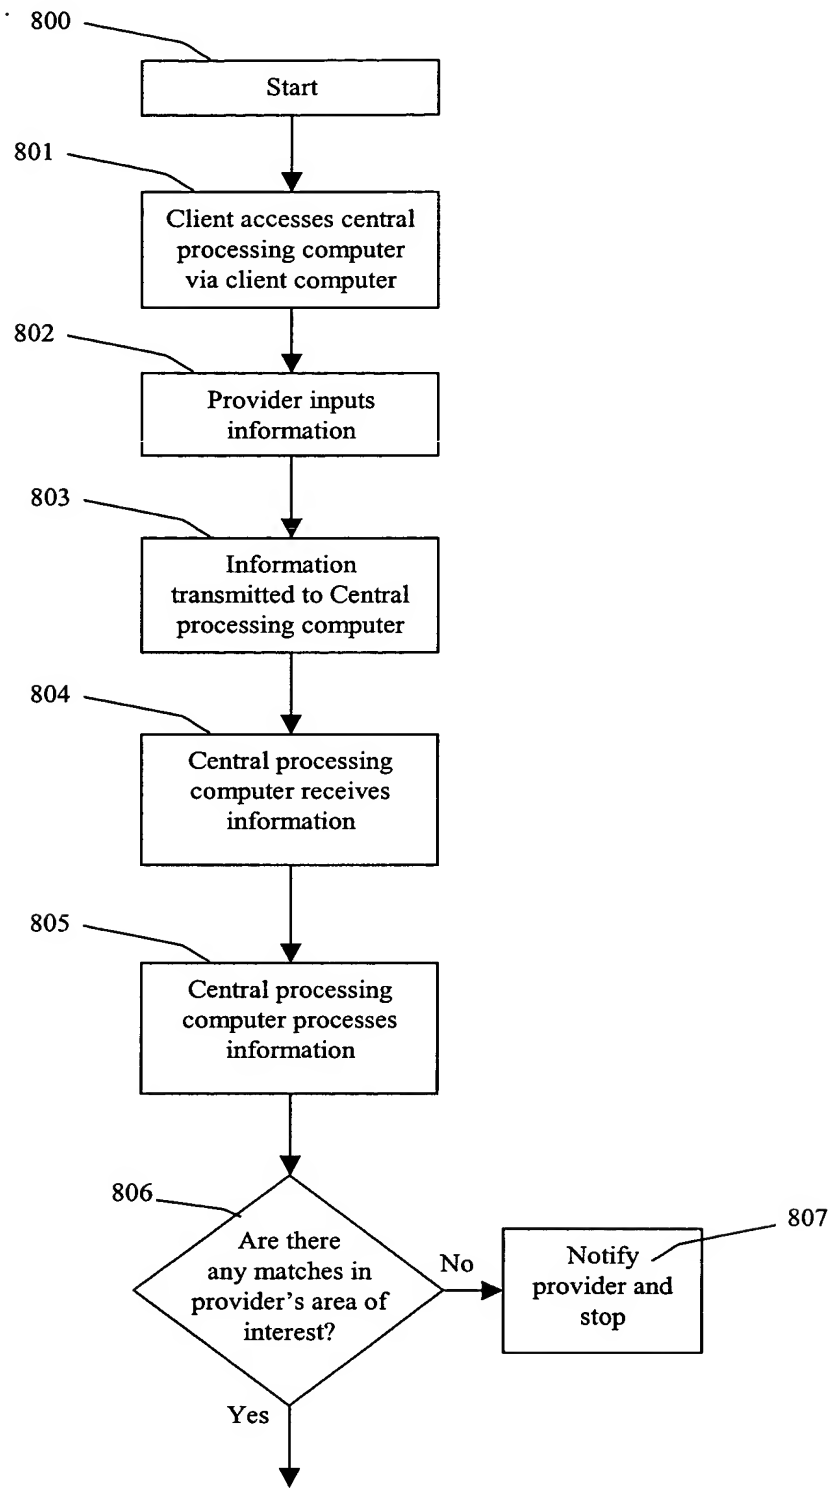 800
Start
801
Client accesses central
processing computer
via client computer
802
Provider inputs
information
803
Information
transmitted to Central
processing computer
804
Central processing
computer receives
information
805
Central processing
computer processes
information
806
Are there
any matches in
provider's area of
interest?
No
807
Notify
provider and
stop
Yes